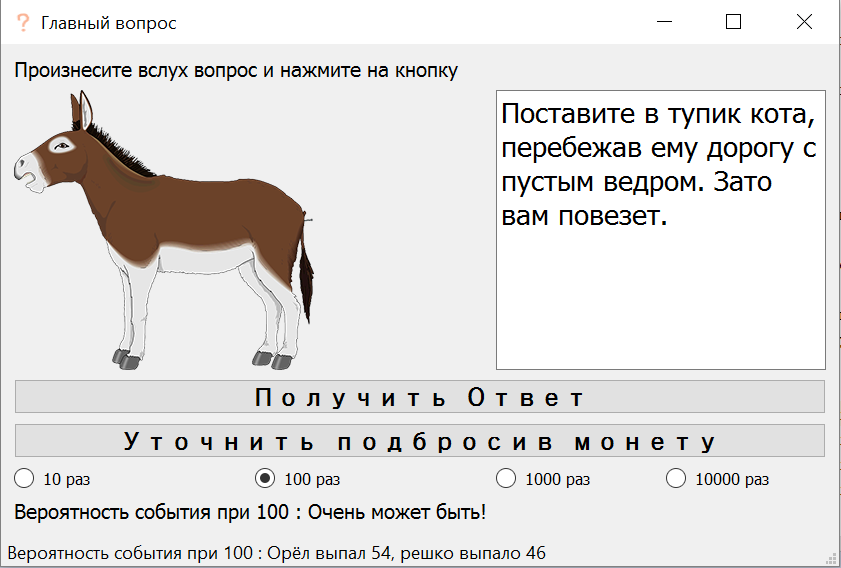 Главный вопрос
Произнесите вслух вопрос и нажмите на кнопку
Поставите в тупик кота,
перебежав ему дорогу с
пустым ведром. Зато
вам повезет.
Получить Ответ
Уточнить подбросив монету
10 раз
100 раз
1000 раз
10000 раз
Вероятность события при 100 : Очень может быть!
Вероятность события при 100 : Орёл выпал 54, решко выпало 46